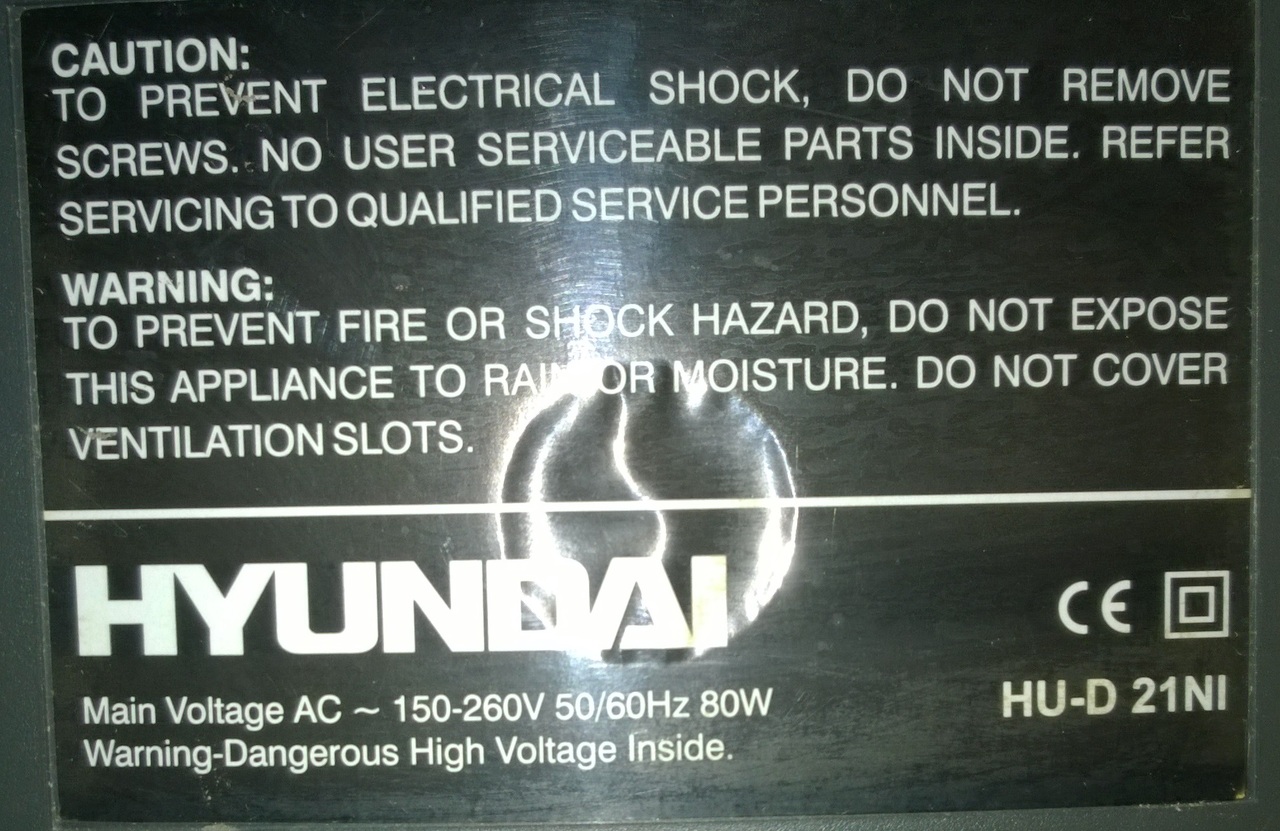 CAUTION:
TO PREVENT ELECTRICAL SHOCK, DO NOT REMOVE
SCREWS. NO USER SERVICEABLE PARTS INSIDE. REFER
SERVICING TO QUALIFIED SERVICE PERSONNEL.
WARNING:
TO PREVENT FIRE OR SHOCK HAZARD, DO NOT EXPOSE
THIS APPLIANCE TO RAIN OR MOISTURE. DO NOT COVER
VENTILATION SLOTS.
HYUNDAI
CE
HU-D 21NI
Main Voltage AC ~ 150-260V 50/60Hz 80W
Warning-Dangerous High Voltage Inside.